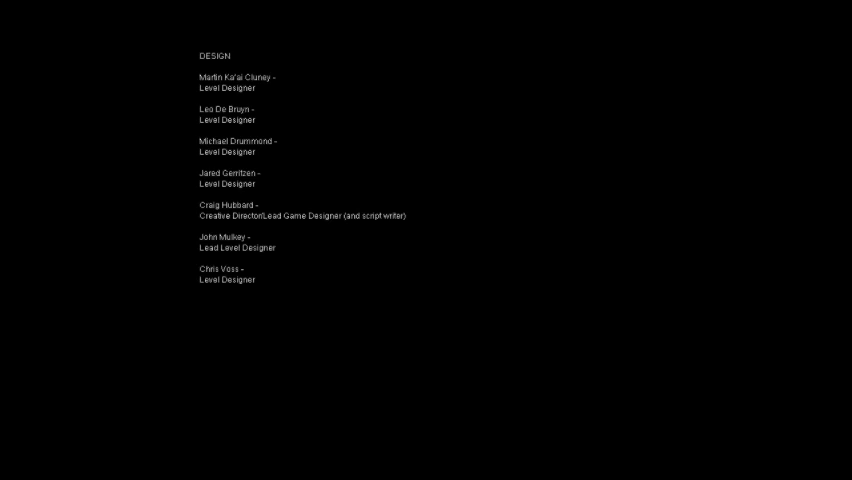 DESIGN
Martin Ka'ai Cluney -
Level Designer
Leo De Bruyn -
Level Designer
Michael Drummond -
Level Designer
Jared Gerritzen -
Level Designer
Craig Hubbard -
Creative Director/Lead Game Designer (and script writer)
John Mulkey -
Lead Level Designer
Chris Voss -
Level Designer